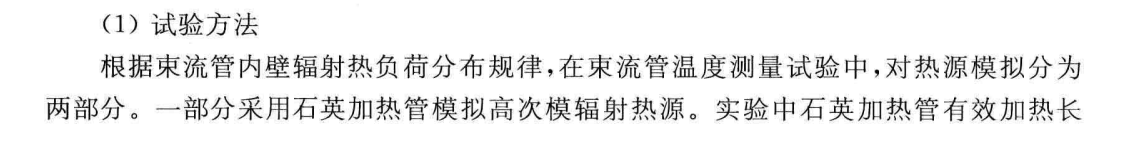 （1）试验方法
根据束流管内壁辐射热负荷分布规律，在束流管温度测量试验中，对热源模拟分为
两部分。一部分采用石英加热管模拟高次模辐射热源。实验中石英加热管有效加热长